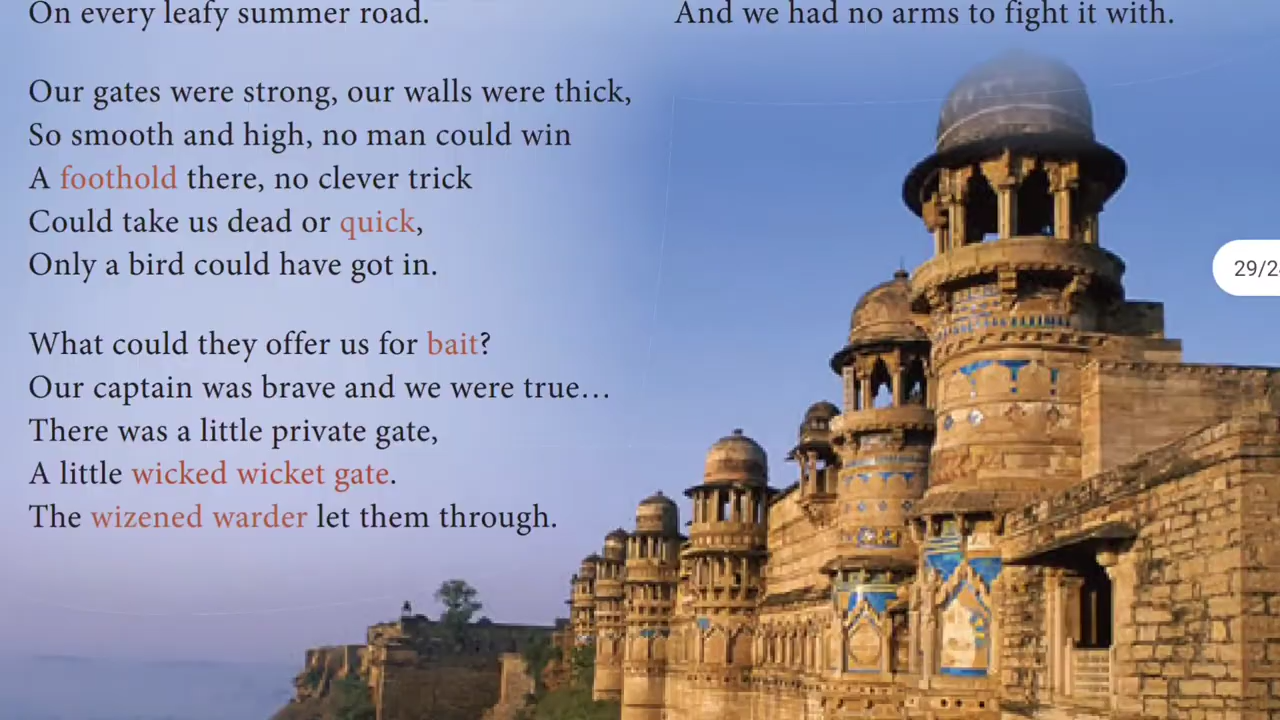 On every leafy summer road.
Our gates were strong, our walls were thick,
So smooth and high, no man could win
A foothold there, no clever trick
Could take us dead or quick,
Only a bird could have got in.
What could they offer us for bait?
Our captain was brave and we were true…
There was a little private gate,
A little wicked wicket gate.
The wizened warder let them through.
And we had no arms to fight it with.